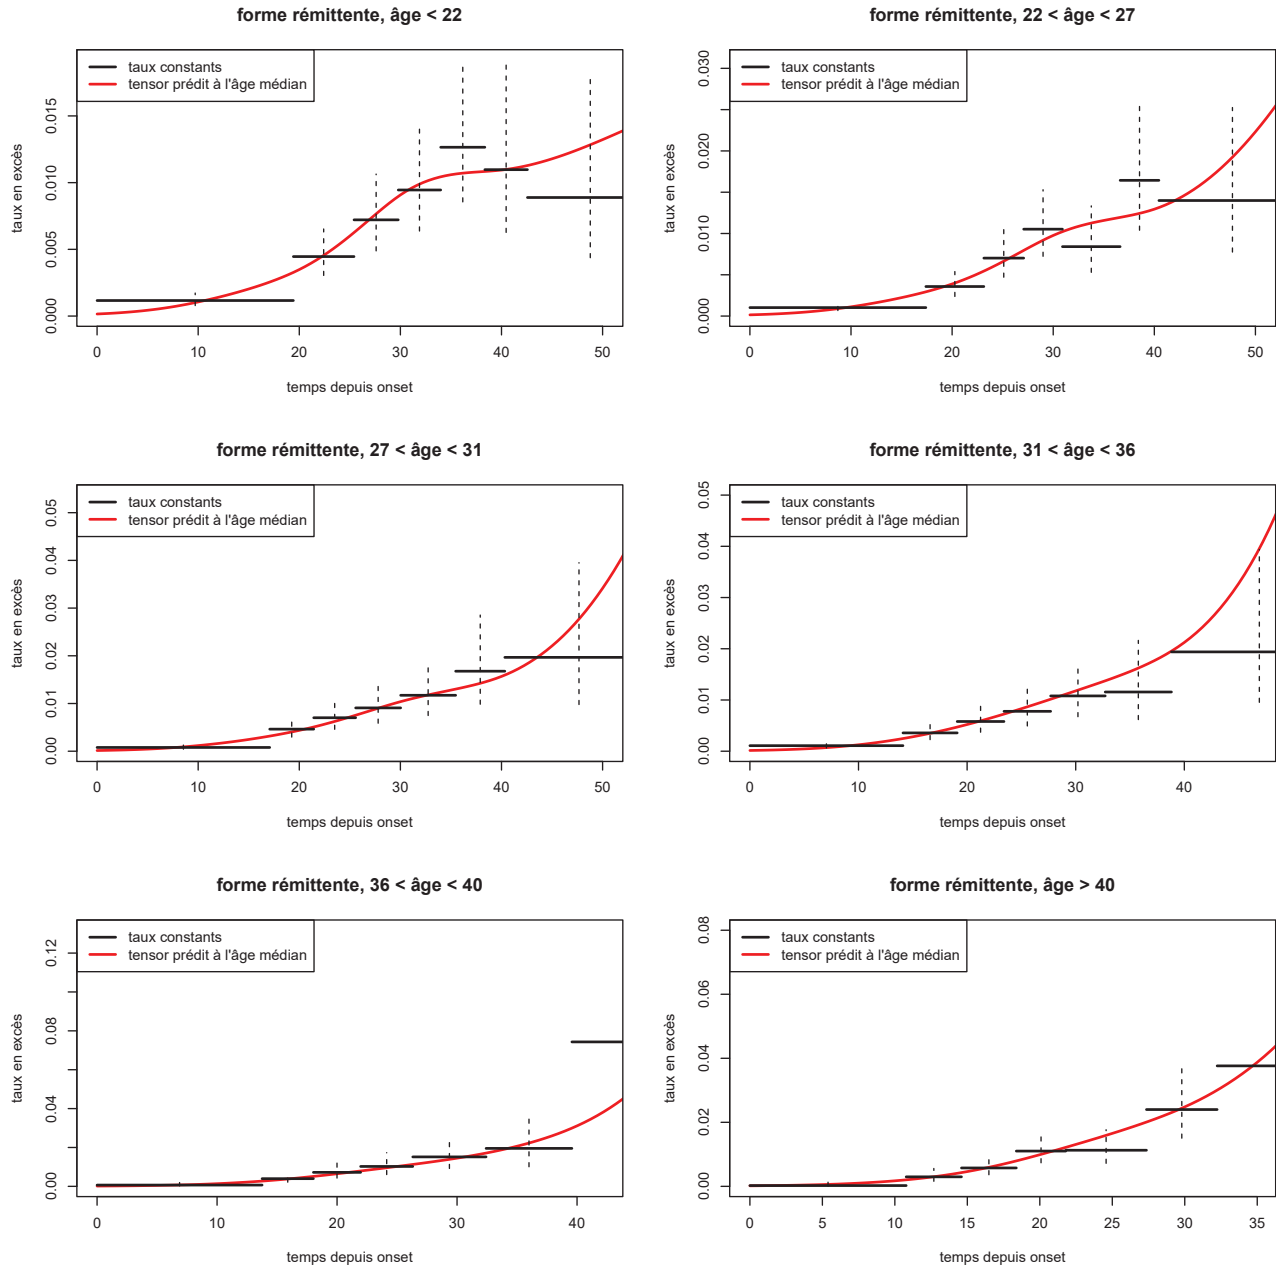 forme rémittente, âge < 22
taux constants
tensor prédit à l'âge médian
taux en excès
0.000
0.005
0.010
0.015
0 10 20 30 40 50
temps depuis onset
forme rémittente, 22 < âge < 27
taux constants
tensor prédit à l'âge médian
taux en excès
0.000
0.010
0.020
0.030
0 10 20 30 40 50
temps depuis onset
forme rémittente, 27 < âge < 31
taux constants
tensor prédit à l'âge médian
taux en excès
0.00
0.01
0.02
0.03
0.04
0.05
0 10 20 30 40 50
temps depuis onset
forme rémittente, 31 < âge < 36
taux constants
tensor prédit à l'âge médian
taux en excès
0.00
0.01
0.02
0.03
0.04
0.05
0 10 20 30 40
temps depuis onset
forme rémittente, 36 < âge < 40
taux constants
tensor prédit à l'âge médian
taux en excès
0.00
0.04
0.08
0.12
0 10 20 30 40
temps depuis onset
forme rémittente, âge > 40
taux constants
tensor prédit à l'âge médian
taux en excès
0.00
0.02
0.04
0.06
0.08
0 5 10 15 20 25 30 35
temps depuis onset